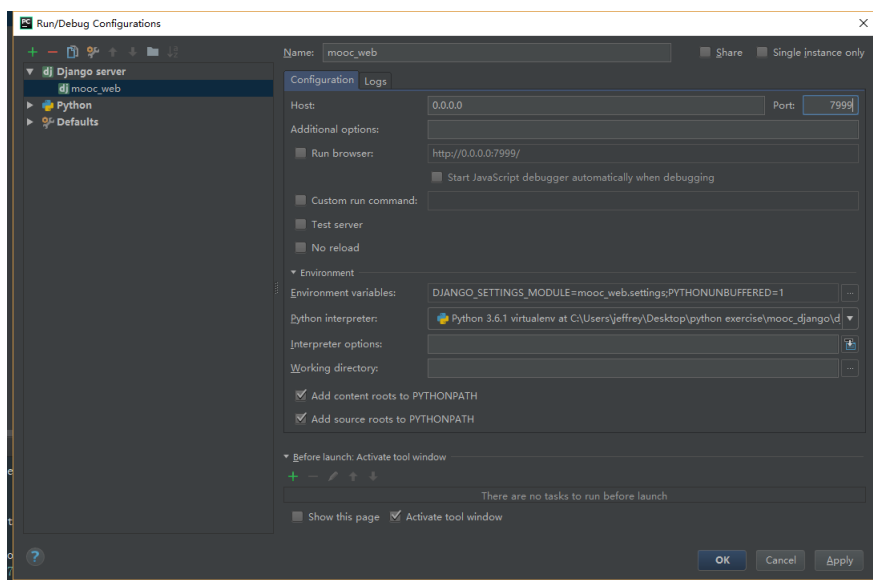 PC Run/Debug Configurations
Name: mooc_web Share Single instance only
dj Django server
dj mooc_web
Python
Defaults
Configuration Logs
Host: 0.0.0.0 Port: 7999
Additional options:
Run browser: http://0.0.0.0:7999/
Start JavaScript debugger automatically when debugging
Custom run command:
Test server
No reload
Environment
Environment variables: DJANGO_SETTINGS_MODULE=mooc_web.settings;PYTHONUNBUFFERED=1 ...
Python interpreter: Python 3.6.1 virtualenv at C:\Users\jeffrey\Desktop\python exercise\mooc_django\d
Interpreter options:
Working directory: ...
Add content roots to PYTHONPATH
Add source roots to PYTHONPATH
Before launch: Activate tool window
There are no tasks to run before launch
Show this page Activate tool window
? OK Cancel Apply